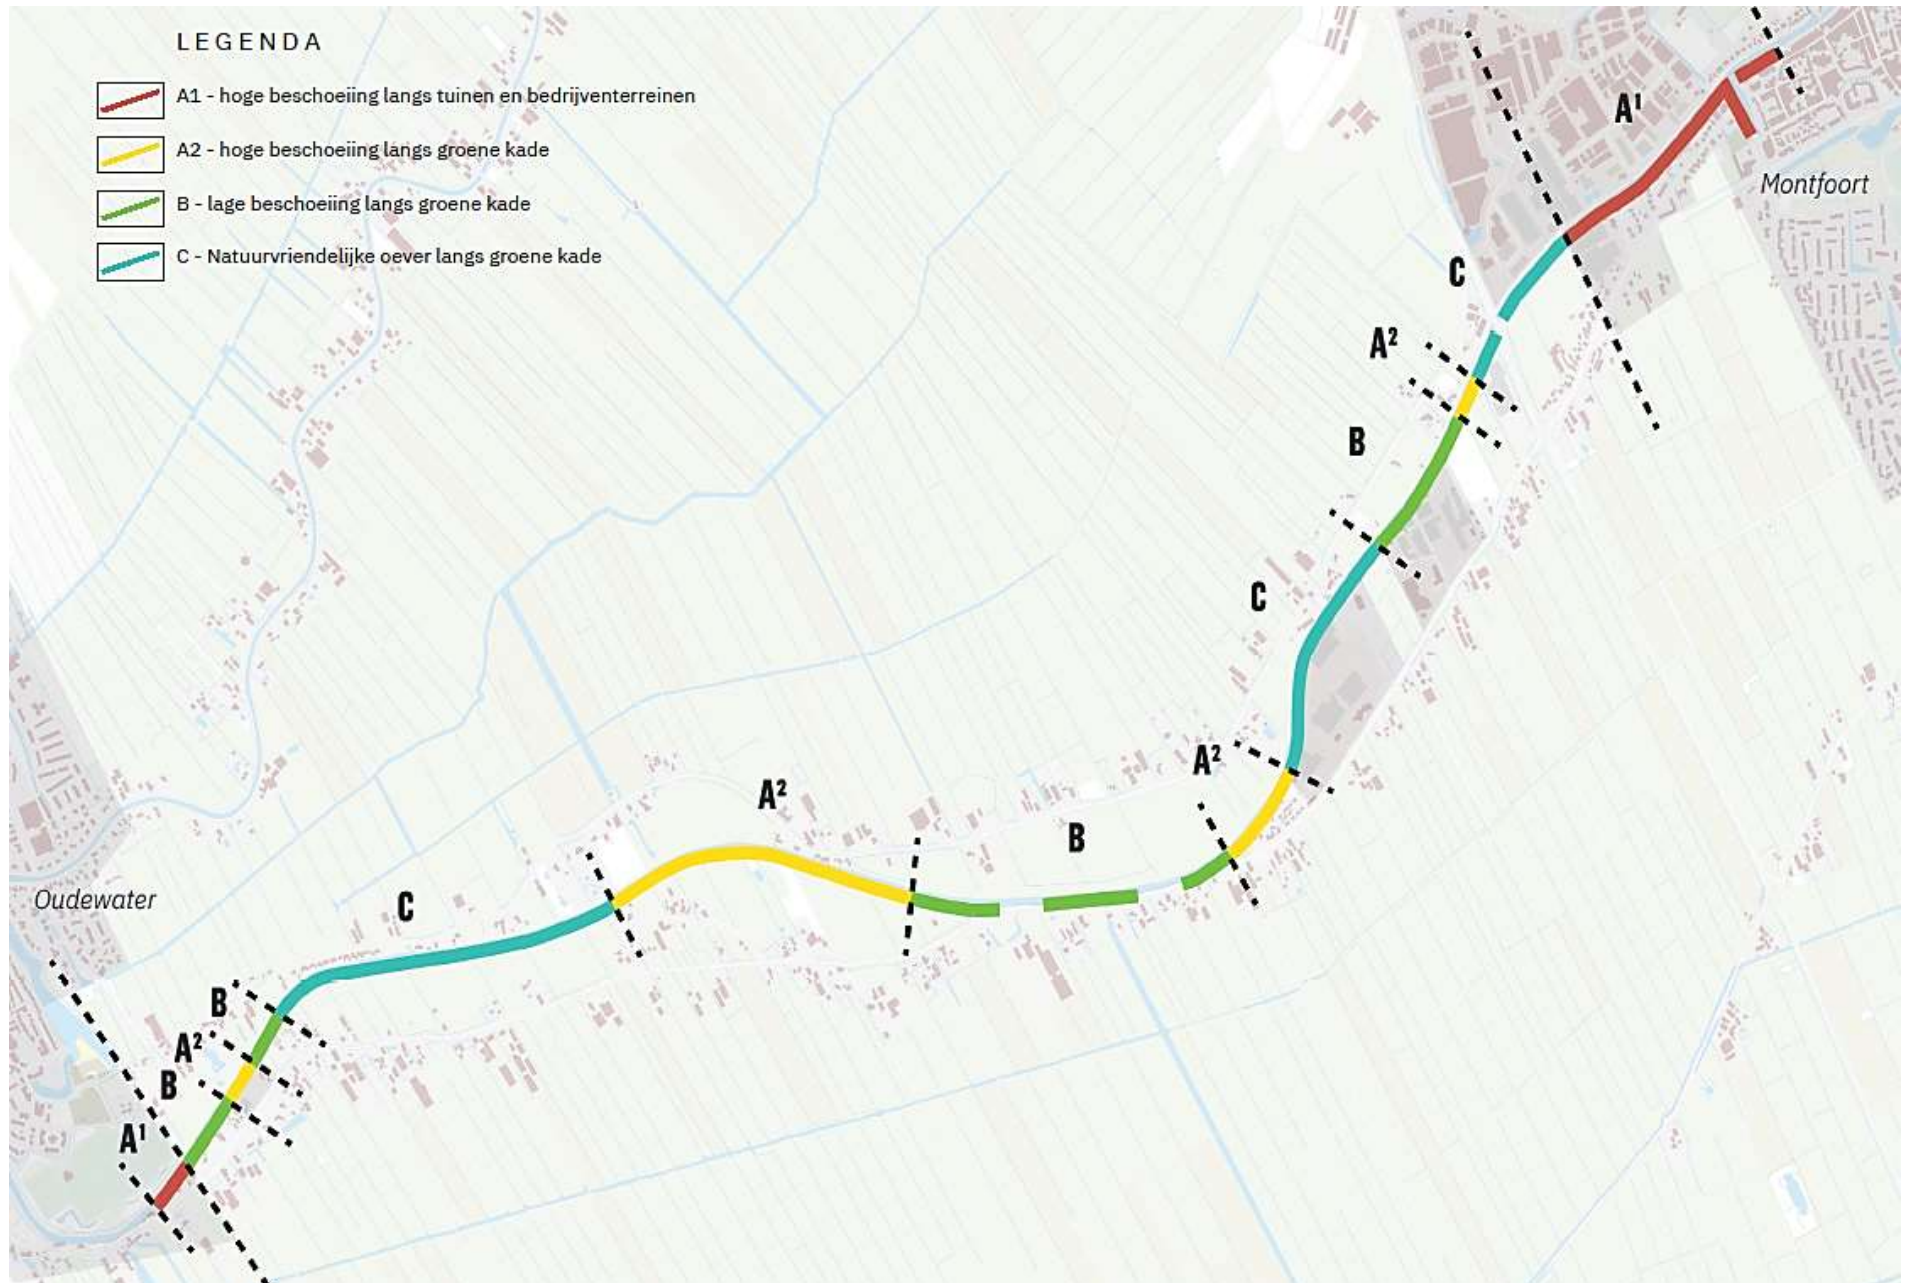 LEGENDA
A1 - hoge beschoeiing langs tuinen en bedrijventerreinen
A2 - hoge beschoeiing langs groene kade
B - lage beschoeiing langs groene kade
C - Natuurvriendelijke oever langs groene kade
A¹
Montfoort
C
A²
B
C
A²
A²
B
Oudewater
C
B
A²
B
A¹